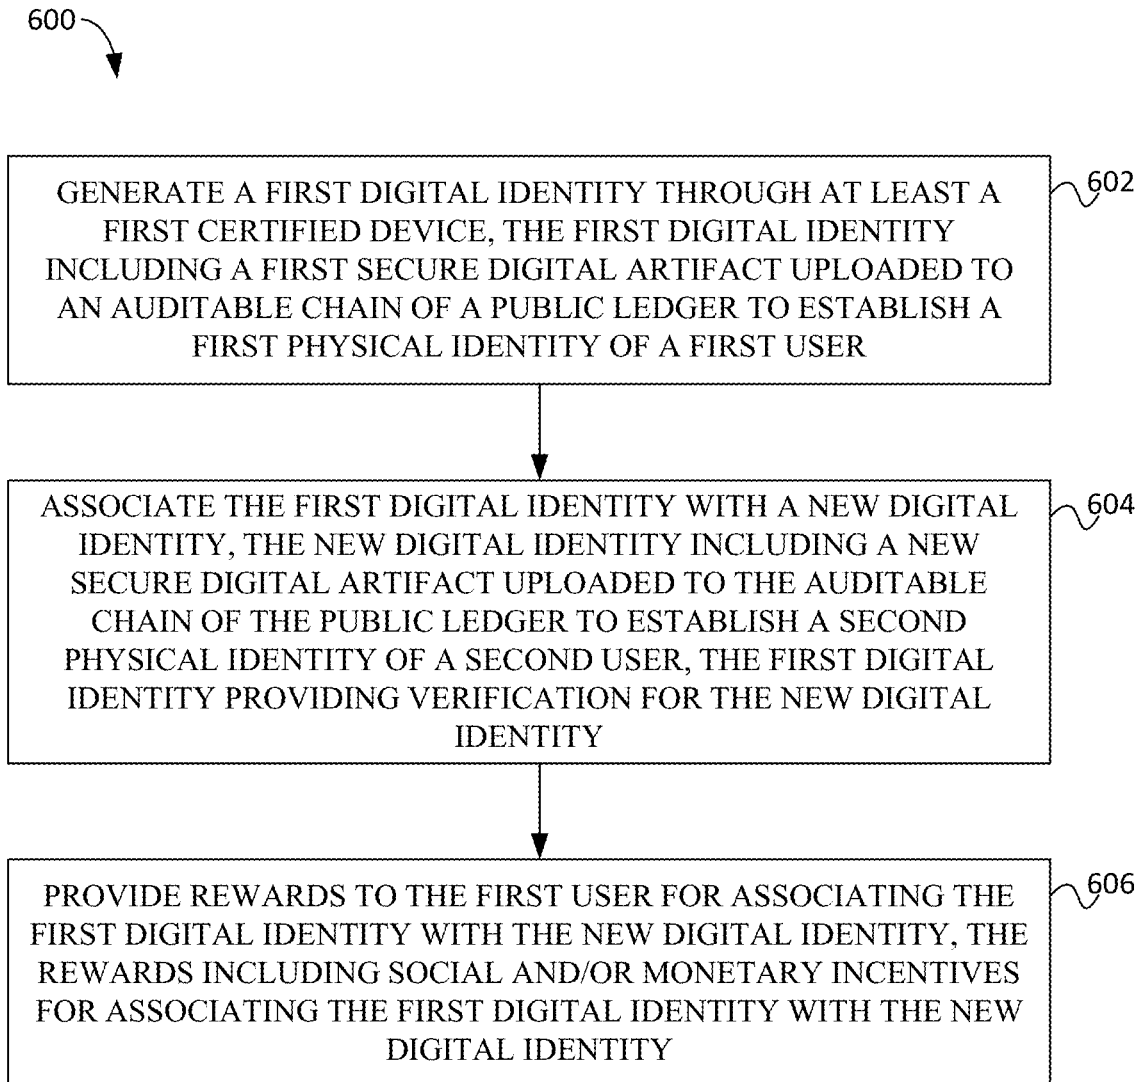 600
GENERATE A FIRST DIGITAL IDENTITY THROUGH AT LEAST A
FIRST CERTIFIED DEVICE, THE FIRST DIGITAL IDENTITY
INCLUDING A FIRST SECURE DIGITAL ARTIFACT UPLOADED TO
AN AUDITABLE CHAIN OF A PUBLIC LEDGER TO ESTABLISH A
FIRST PHYSICAL IDENTITY OF A FIRST USER
602
ASSOCIATE THE FIRST DIGITAL IDENTITY WITH A NEW DIGITAL
IDENTITY, THE NEW DIGITAL IDENTITY INCLUDING A NEW
SECURE DIGITAL ARTIFACT UPLOADED TO THE AUDITABLE
CHAIN OF THE PUBLIC LEDGER TO ESTABLISH A SECOND
PHYSICAL IDENTITY OF A SECOND USER, THE FIRST DIGITAL
IDENTITY PROVIDING VERIFICATION FOR THE NEW DIGITAL
IDENTITY
604
PROVIDE REWARDS TO THE FIRST USER FOR ASSOCIATING THE
FIRST DIGITAL IDENTITY WITH THE NEW DIGITAL IDENTITY, THE
REWARDS INCLUDING SOCIAL AND/OR MONETARY INCENTIVES
FOR ASSOCIATING THE FIRST DIGITAL IDENTITY WITH THE NEW
DIGITAL IDENTITY
606